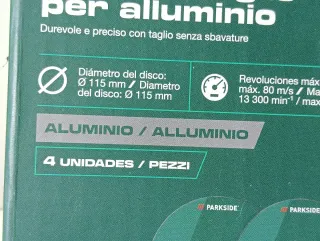 per alluminio
Durevole e preciso con taglio senza sbavature
Diámetro del disco:
Ø 115 mm // Diametro
del disco: Ø 115 mm
Revoluciones máx
máx. 80 m/s / Ma
13 300 min⁻¹ / max
ALUMINIO / ALLUMINIO
4 UNIDADES / PEZZI
PARKSIDE
PARKSIDE